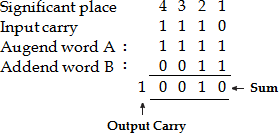 Significant place 4 3 2 1
Input carry 1 1 1 0
Augend word A : 1 1 1 1
Addend word B : 0 0 1 1
1 0 0 1 0 ← Sum
↑
Output Carry